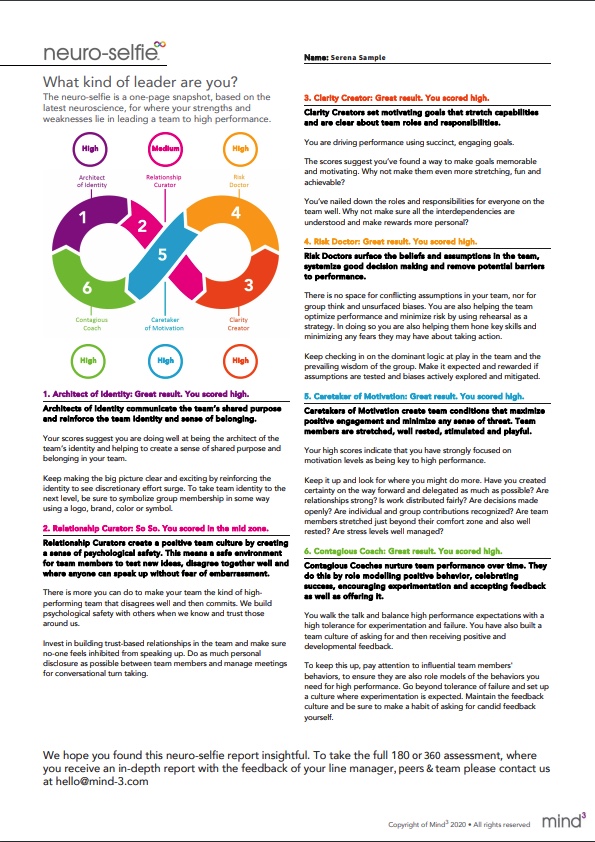 neuro-selfie
Name: Serena Sample
What kind of leader are you?
The neuro-selfie is a one-page snapshot, based on the
latest neuroscience, for where your strengths and
weaknesses lie in leading a team to high performance.
High
Medium
High
Architect
of Identity
Relationship
Curator
Risk
Doctor
1
2
4
5
6
3
Contagious
Coach
Caretaker
of Motivation
Clarity
Creator
High
High
High
1. Architect of Identity: Great result. You scored high.
Architects of Identity communicate the team's shared purpose
and reinforce the team identity and sense of belonging.
Your scores suggest you are doing well at being the architect of the
team's identity and helping to create a sense of shared purpose and
belonging in your team.
Keep making the big picture clear and exciting by reinforcing the
identity to see discretionary effort surge. To take team identity to the
next level, be sure to symbolize group membership in some way
using a logo, brand, color or symbol.
2. Relationship Curator: So So. You scored in the mid zone.
Relationship Curators create a positive team culture by creating
a sense of psychological safety. This means a safe environment
for team members to test new ideas, disagree together well and
where anyone can speak up without fear of embarrassment.
There is more you can do to make your team the kind of high-
performing team that disagrees well and then commits. We build
psychological safety with others when we know and trust those
around us.
Invest in building trust-based relationships in the team and make sure
no-one feels inhibited from speaking up. Do as much personal
disclosure as possible between team members and manage meetings
for conversational turn taking.
3. Clarity Creator: Great result. You scored high.
Clarity Creators set motivating goals that stretch capabilities
and are clear about team roles and responsibilities.
You are driving performance using succinct, engaging goals.
The scores suggest you've found a way to make goals memorable
and motivating. Why not make them even more stretching, fun and
achievable?
You've nailed down the roles and responsibilities for everyone on the
team well. Why not make sure all the interdependencies are
understood and make rewards more personal?
4. Risk Doctor: Great result. You scored high.
Risk Doctors surface the beliefs and assumptions in the team,
systemize good decision making and remove potential barriers
to performance.
There is no space for conflicting assumptions in your team, nor for
group think and unsurfaced biases. You are also helping the team
optimize performance and minimize risk by using rehearsal as a
strategy. In doing so you are also helping them hone key skills and
minimizing any fears they may have about taking action.
Keep checking in on the dominant logic at play in the team and the
prevailing wisdom of the group. Make it expected and rewarded if
assumptions are tested and biases actively explored and mitigated.
5. Caretaker of Motivation: Great result. You scored high.
Caretakers of Motivation create team conditions that maximize
positive engagement and minimize any sense of threat. Team
members are stretched, well rested, stimulated and playful.
Your high scores indicate that you have strongly focused on
motivation levels as being key to high performance.
Keep it up and look for where you might do more. Have you created
certainty on the way forward and delegated as much as possible? Are
relationships strong? Is work distributed fairly? Are decisions made
openly? Are individual and group contributions recognized? Are team
members stretched just beyond their comfort zone and also well
rested? Are stress levels well managed?
6. Contagious Coach: Great result. You scored high.
Contagious Coaches nurture team performance over time. They
do this by role modelling positive behavior, celebrating
success, encouraging experimentation and accepting feedback
as well as offering it.
You walk the talk and balance high performance expectations with a
high tolerance for experimentation and failure. You have also built a
team culture of asking for and then receiving positive and
developmental feedback.
To keep this up, pay attention to influential team members'
behaviors, to ensure they are also role models of the behaviors you
need for high performance. Go beyond tolerance of failure and set up
a culture where experimentation is expected. Maintain the feedback
culture and be sure to make a habit of asking for candid feedback
yourself.
We hope you found this neuro-selfie report insightful. To take the full 180 or 360 assessment, where
you receive an in-depth report with the feedback of your line manager, peers & team please contact us
at hello@mind-3.com
Copyright of Mind³ 2020 • All rights reserved
mind³